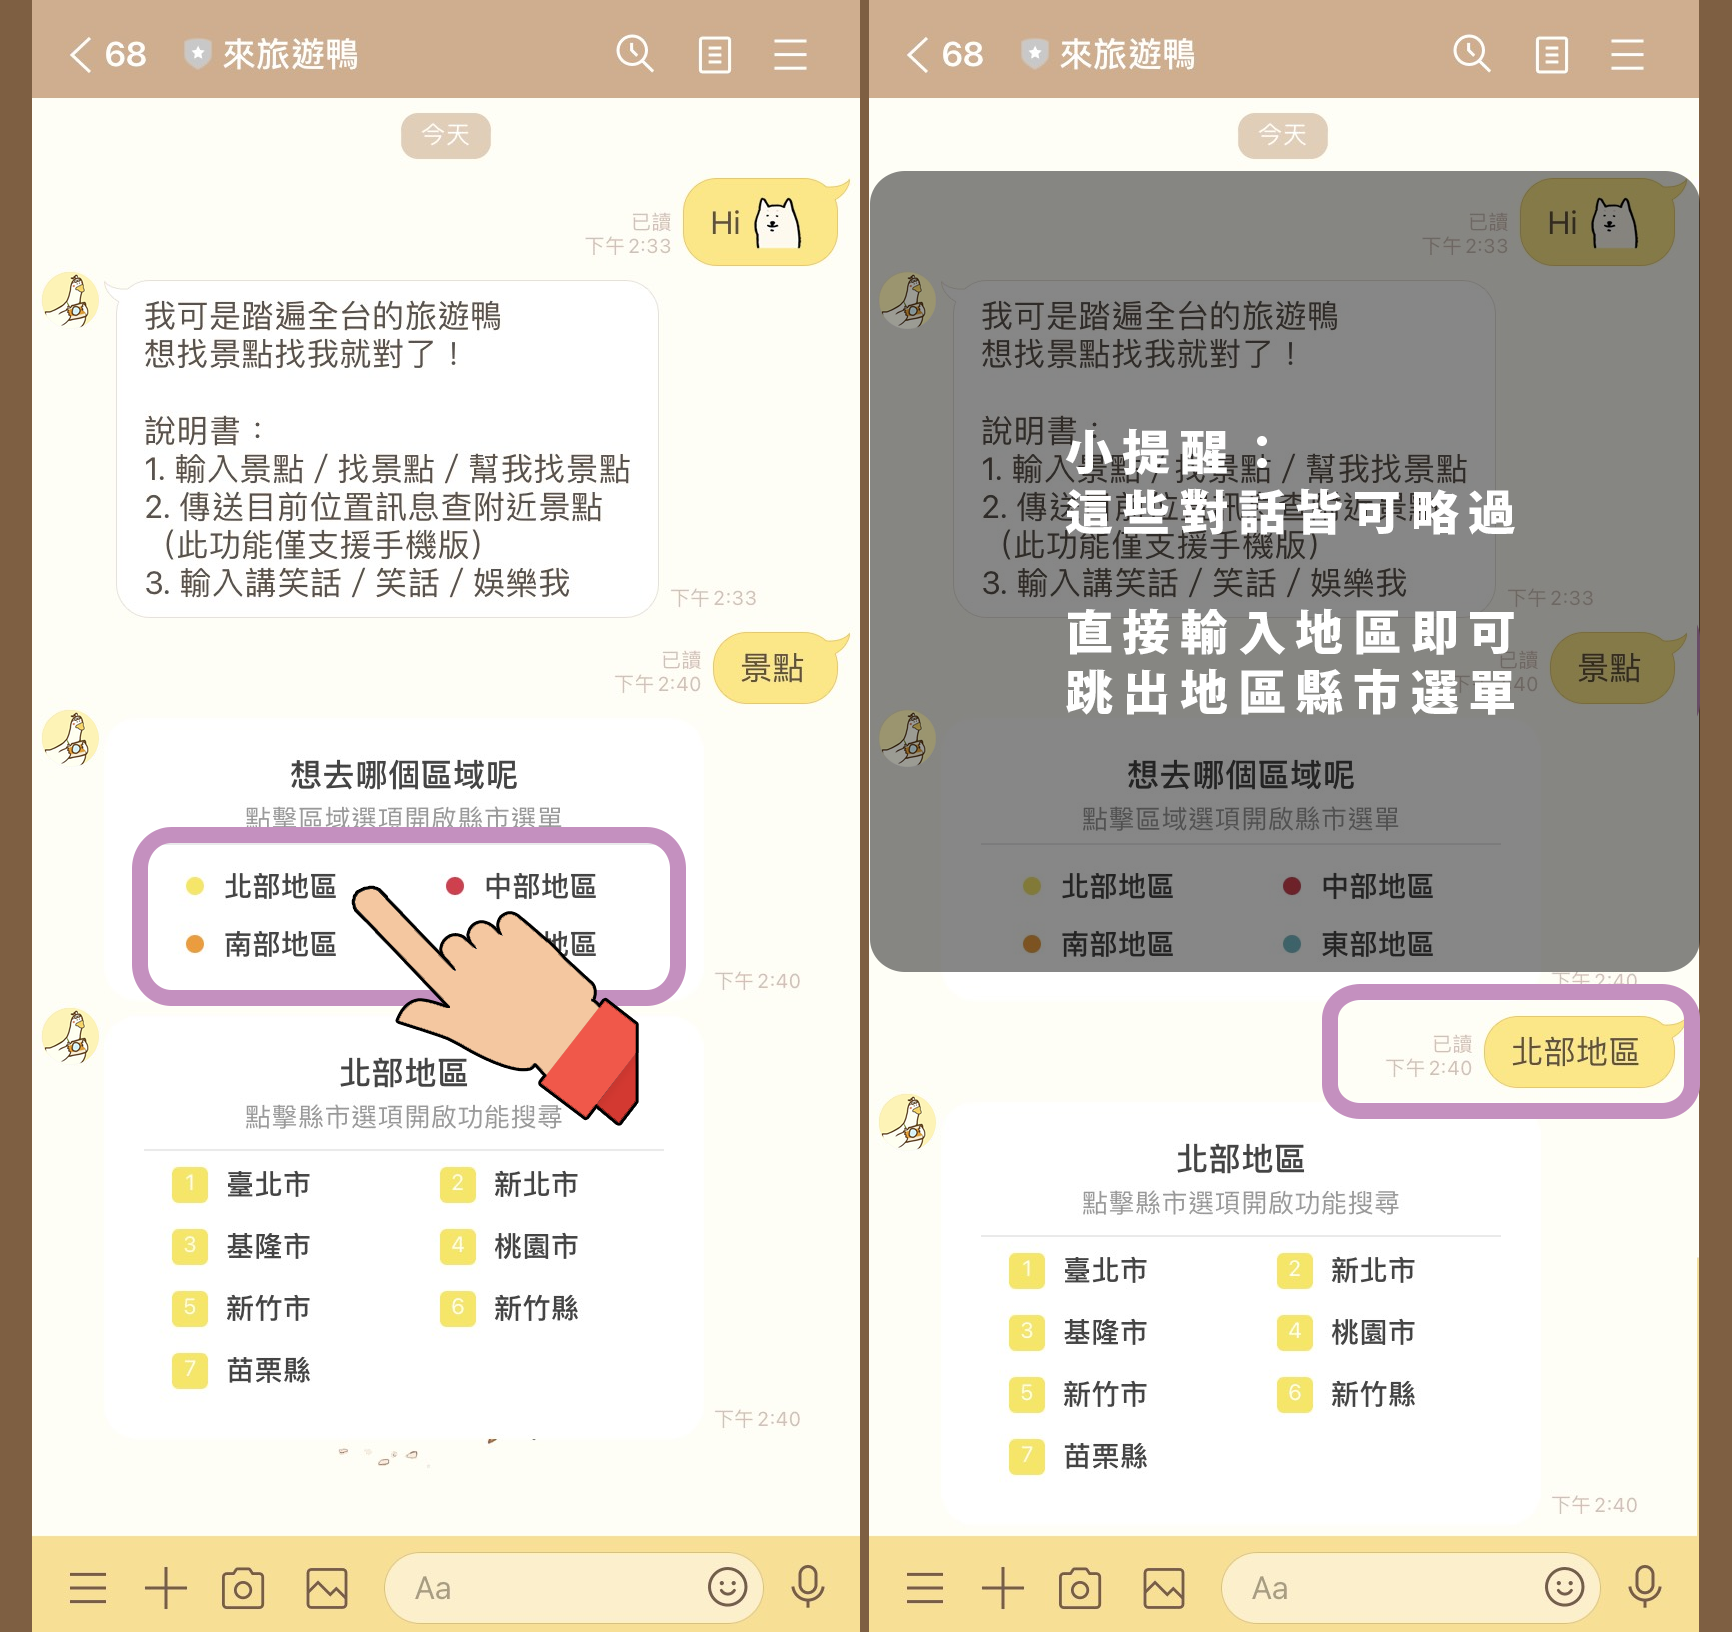 68 來旅遊鴨
今天
已讀
下午 2:33
Hi
我可是踏遍全台的旅遊鴨
想找景點找我就對了！
說明書：
1. 輸入景點 / 找景點 / 幫我找景點
2. 傳送目前位置訊息查附近景點
（此功能僅支援手機版）
3. 輸入講笑話 / 笑話 / 娛樂我
下午 2:33
已讀
下午 2:40
景點
想去哪個區域呢
點擊區域選項開啟縣市選單
北部地區
中部地區
南部地區
地區
下午 2:40
北部地區
點擊縣市選項開啟功能搜尋
1 臺北市
2 新北市
3 基隆市
4 桃園市
5 新竹市
6 新竹縣
7 苗栗縣
下午 2:40
Aa
68 來旅遊鴨
今天
已讀
下午 2:33
Hi
我可是踏遍全台的旅遊鴨
想找景點找我就對了！
說明書：
1. 輸入景點 / 找景點 / 幫我找景點
2. 傳送目前位置訊息查附近景點
（此功能僅支援手機版）
3. 輸入講笑話 / 笑話 / 娛樂我
下午 2:33
小提醒：
這些對話皆可略過
直接輸入地區即可
跳出地區縣市選單
已讀
下午 2:40
景點
想去哪個區域呢
點擊區域選項開啟縣市選單
北部地區
中部地區
南部地區
東部地區
下午 2:40
已讀
下午 2:40
北部地區
北部地區
點擊縣市選項開啟功能搜尋
1 臺北市
2 新北市
3 基隆市
4 桃園市
5 新竹市
6 新竹縣
7 苗栗縣
下午 2:40
Aa